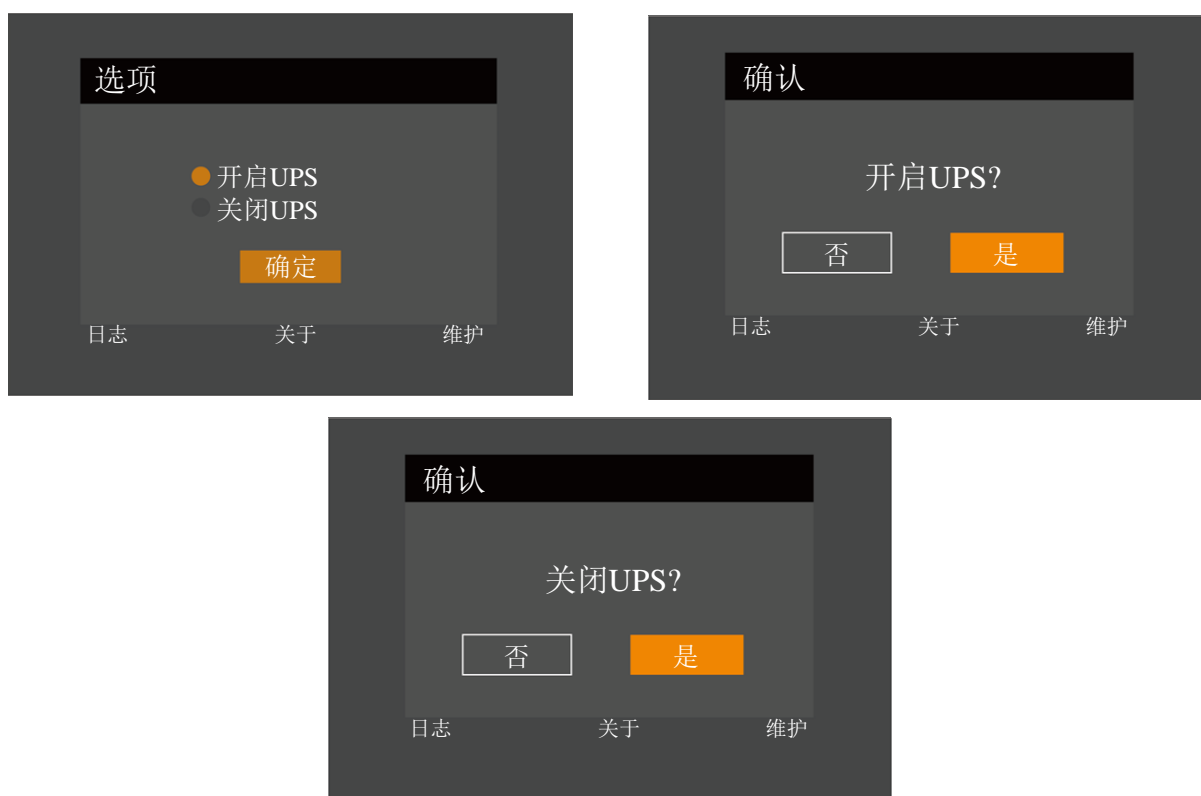 选项
开启UPS
关闭UPS
确定
日志 关于 维护
确认
开启UPS?
否 是
日志 关于 维护
确认
关闭UPS?
否 是
日志 关于 维护